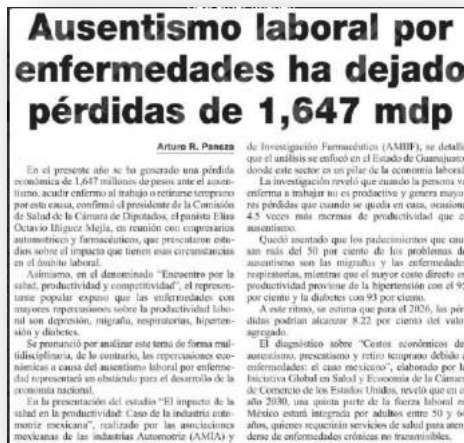 Ausentismo laboral por
enfermedades ha dejado
pérdidas de 1,647 mdp
Arturo R. Pansza
En el presente año se ha generado una pérdida
económica de 1,647 millones de pesos ante el ausen-
tismo, acudir enfermo al trabajo o retirarse temprano
por esta causa, confirmó el presidente de la Comisión
de Salud de la Cámara de Diputados, el panista Elías
Octavio Iñiguez Mejía, en reunión con empresarios
automotrices y farmacéuticos, que presentaron estu-
dios sobre el impacto que tienen esas circunstancias
en el ámbito laboral.
Asimismo, en el denominado "Encuentro por la
salud, productividad y competitividad", el represen-
tante popular expuso que las enfermedades con
mayores repercusiones sobre la productividad labo-
ral son depresión, migraña, respiratorias, hiperten-
sión y diabetes.
Se pronunció por analizar este tema de forma mul-
tidisciplinaria, de lo contrario, las repercusiones eco-
nómicas a causa del ausentismo laboral por enferme-
dad representará un obstáculo para el desarrollo de la
economía nacional.
En la presentación del estudio "El impacto de la
salud en la productividad: Caso de la industria auto-
motriz mexicana", realizado por las asociaciones
mexicanas de las industrias Automotriz (AMIA) y
de Investigación Farmacéutica (AMIIF), se detalló
que el análisis se enfocó en el Estado de Guanajuato,
donde este sector es un pilar de la economía laboral.
La investigación reveló que cuando la persona va
enferma a trabajar no es productiva y genera mayo-
res pérdidas que cuando se queda en casa, ocasiona
4.5 veces más mermas de productividad que el
ausentismo.
Quedó asentado que los padecimientos que cau-
san más del 50 por ciento de los problemas de
ausentismo son las migrañas y las enfermedades
respiratorias, mientras que el mayor costo directo en
productividad proviene de la hipertensión con el 95
por ciento y la diabetes con 93 por ciento.
A este ritmo, se estima que para el 2026, las pér-
didas podrían alcanzar 8.22 por ciento del valor
agregado.
El diagnóstico sobre "Costos económicos del
ausentismo, presentismo y retiro temprano debido a
enfermedades: el caso mexicano", elaborado por la
Iniciativa Global en Salud y Economía de la Cámara
de Comercio de los Estados Unidos, reveló que en el
año 2030, una quinta parte de la fuerza laboral en
México estará integrada por adultos entre 50 y 64
años, quienes requerirán servicios de salud para aten-
derse de enfermedades crónicas no transmisibles.